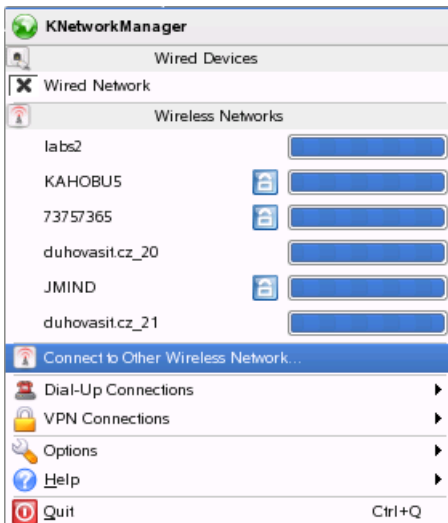 KNetworkManager
Wired Devices
Wired Network
Wireless Networks
labs2
KAHOBU5
73757365
duhovasit.cz_20
JMIND
duhovasit.cz_21
Connect to Other Wireless Network...
Dial-Up Connections
VPN Connections
Options
Help
Quit Ctrl+Q